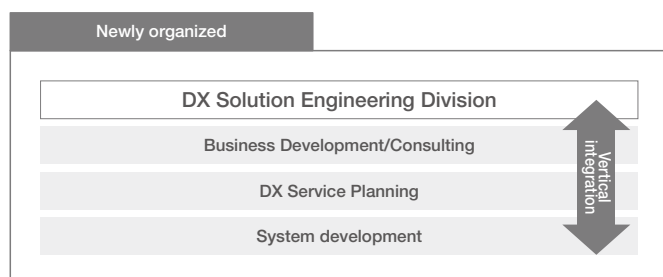 Newly organized
DX Solution Engineering Division
Business Development/Consulting
DX Service Planning
System development
Vertical
integration